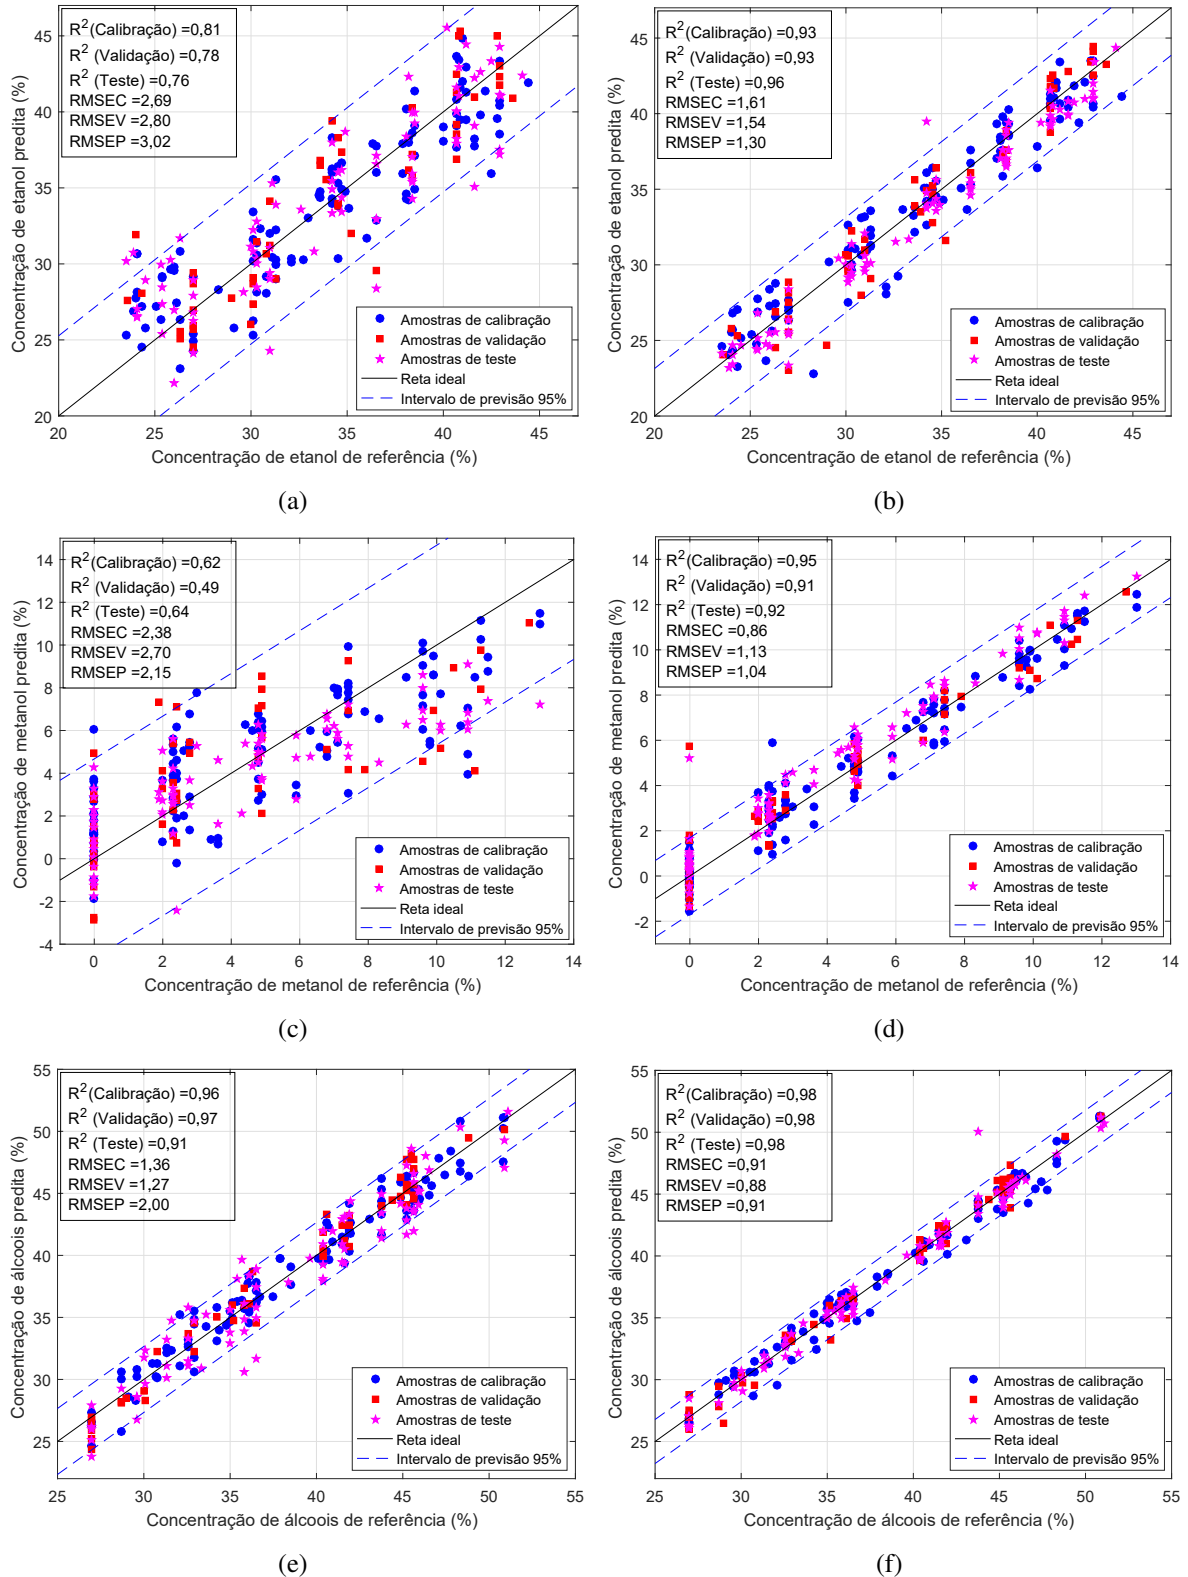 R² (Calibração) =0,81
R² (Validação) =0,78
R² (Teste) =0,76
RMSEC =2,69
RMSEV =2,80
RMSEP =3,02
Concentração de etanol predita (%)
45
40
35
30
25
20
Amostras de calibração
Amostras de validação
Amostras de teste
Reta ideal
Intervalo de previsão 95%
20 25 30 35 40 45
Concentração de etanol de referência (%)
(a)
R² (Calibração) =0,93
R² (Validação) =0,93
R² (Teste) =0,96
RMSEC =1,61
RMSEV =1,54
RMSEP =1,30
Concentração de etanol predita (%)
45
40
35
30
25
20
Amostras de calibração
Amostras de validação
Amostras de teste
Reta ideal
Intervalo de previsão 95%
20 25 30 35 40 45
Concentração de etanol de referência (%)
(b)
R² (Calibração) =0,62
R² (Validação) =0,49
R² (Teste) =0,64
RMSEC =2,38
RMSEV =2,70
RMSEP =2,15
Concentração de metanol predita (%)
14
12
10
8
6
4
2
0
-2
-4
Amostras de calibração
Amostras de validação
Amostras de teste
Reta ideal
Intervalo de previsão 95%
0 2 4 6 8 10 12 14
Concentração de metanol de referência (%)
(c)
R² (Calibração) =0,95
R² (Validação) =0,91
R² (Teste) =0,92
RMSEC =0,86
RMSEV =1,13
RMSEP =1,04
Concentração de metanol predita (%)
14
12
10
8
6
4
2
0
-2
Amostras de calibração
Amostras de validação
Amostras de teste
Reta ideal
Intervalo de previsão 95%
0 2 4 6 8 10 12 14
Concentração de metanol de referência (%)
(d)
R² (Calibração) =0,96
R² (Validação) =0,97
R² (Teste) =0,91
RMSEC =1,36
RMSEV =1,27
RMSEP =2,00
Concentração de álcoois predita (%)
55
50
45
40
35
30
25
Amostras de calibração
Amostras de validação
Amostras de teste
Reta ideal
Intervalo de previsão 95%
25 30 35 40 45 50 55
Concentração de álcoois de referência (%)
(e)
R² (Calibração) =0,98
R² (Validação) =0,98
R² (Teste) =0,98
RMSEC =0,91
RMSEV =0,88
RMSEP =0,91
Concentração de álcoois predita (%)
55
50
45
40
35
30
25
Amostras de calibração
Amostras de validação
Amostras de teste
Reta ideal
Intervalo de previsão 95%
25 30 35 40 45 50 55
Concentração de álcoois de referência (%)
(f)